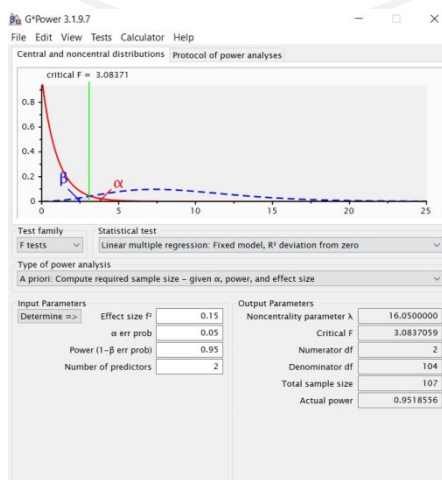 G*Power 3.1.9.7
File Edit View Tests Calculator Help
Central and noncentral distributions Protocol of power analyses
critical F = 3.08371
0.8
0.6
0.4
0.2
0
β
α
0 5 10 15 20 25
Test family Statistical test
F tests Linear multiple regression: Fixed model, R² deviation from zero
Type of power analysis
A priori: Compute required sample size – given α, power, and effect size
Input Parameters Output Parameters
Determine => Effect size f² 0.15 Noncentrality parameter λ 16.0500000
α err prob 0.05 Critical F 3.0837059
Power (1-β err prob) 0.95 Numerator df 2
Number of predictors 2 Denominator df 104
Total sample size 107
Actual power 0.9518556